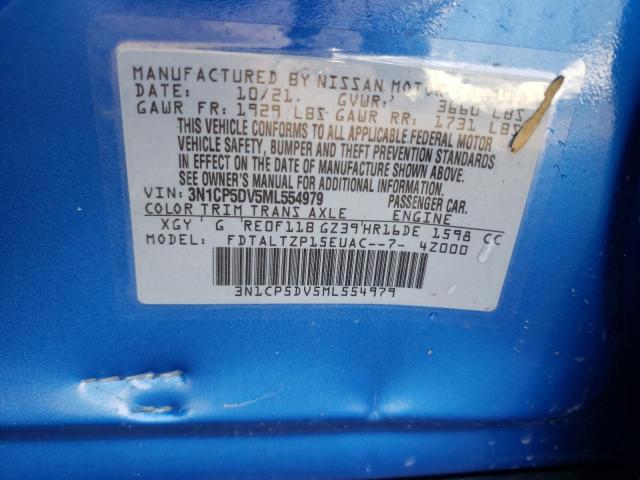 MANUFACTURED BY NISSAN MOTOR
DATE: 10/21. GVWR: 3660 LBS
GAWR FR: 1929 LBS GAWR RR: 1731 LBS
THIS VEHICLE CONFORMS TO ALL APPLICABLE FEDERAL MOTOR
VEHICLE SAFETY, BUMPER AND THEFT PREVENTION STANDARDS
IN EFFECT ON THE DATE OF MANUFACTURE SHOWN ABOVE.
SEE OWNER'S MANUAL FOR ADDITIONAL INFORMATION.
VIN: 3N1CP5DV5ML554979 PASSENGER CAR.
COLOR TRIM TRANS AXLE ENGINE
XGY ' G RE0F11B GZ39'HR16DE 1598 CC
MODEL: FDTALTZP15EUAC--7- 4Z000
3N1CP5DV5ML554979